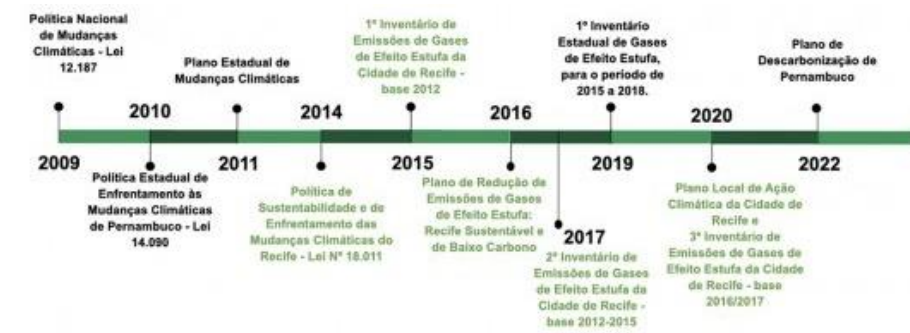 Política Nacional
de Mudanças
Climáticas - Lei
12.187
2009
2010
Política Estadual de
Enfrentamento às
Mudanças Climáticas
de Pernambuco - Lei
14.090
Plano Estadual de
Mudanças Climáticas
2011
2014
Política de
Sustentabilidade e de
Enfrentamento das
Mudanças Climáticas do
Recife - Lei Nº 18.011
1º Inventário de
Emissões de Gases
de Efeito Estufa da
Cidade de Recife -
base 2012
2015
2016
Plano de Redução de
Emissões de Gases
de Efeito Estufa:
Recife Sustentável e
de Baixo Carbono
2017
2º Inventário de
Emissões de Gases
de Efeito Estufa da
Cidade de Recife -
base 2012-2015
1º Inventário
Estadual de Gases
de Efeito Estufa,
para o período de
2015 a 2018.
2019
2020
Plano Local de Ação
Climática da Cidade de
Recife e
3º Inventário de
Emissões de Gases de
Efeito Estufa da Cidade
de Recife - base
2016/2017
Plano de
Descarbonização de
Pernambuco
2022